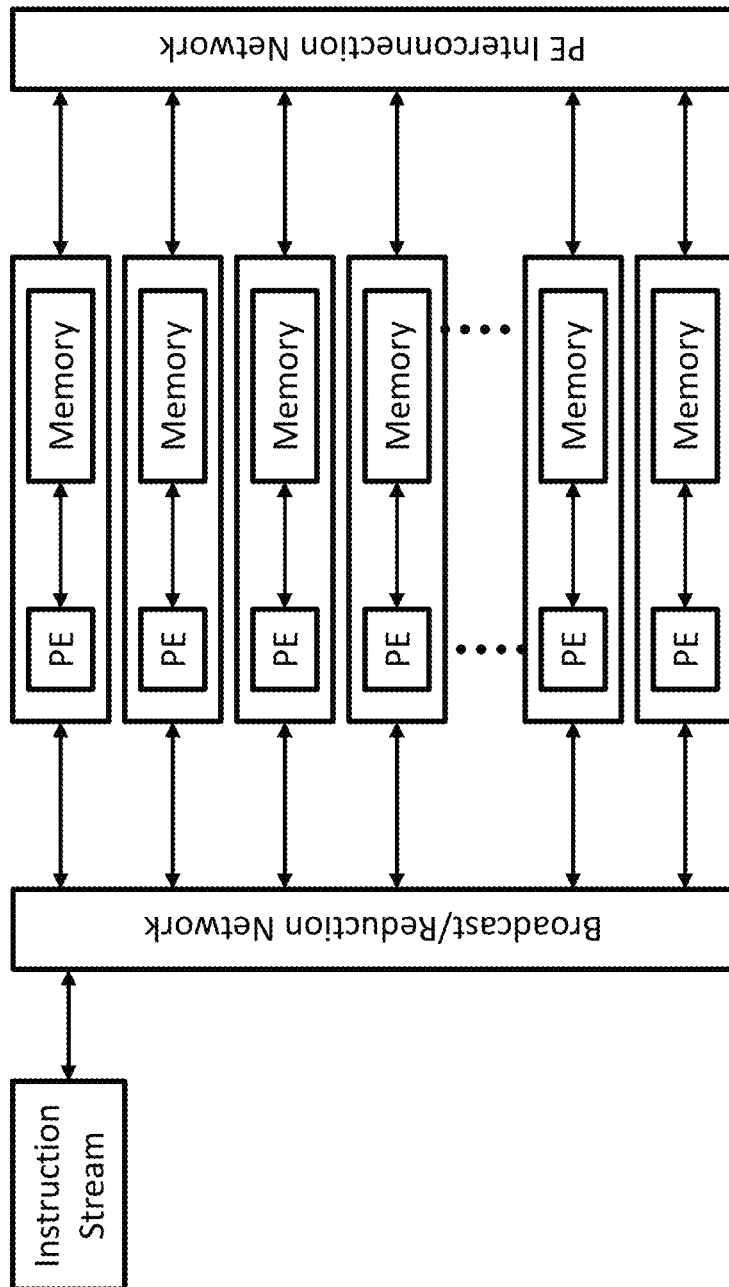 Instruction
Stream
Broadcast/Reduction Network
PE
Memory
PE
Memory
PE
Memory
PE
Memory
PE
Memory
PE
Memory
PE Interconnection Network